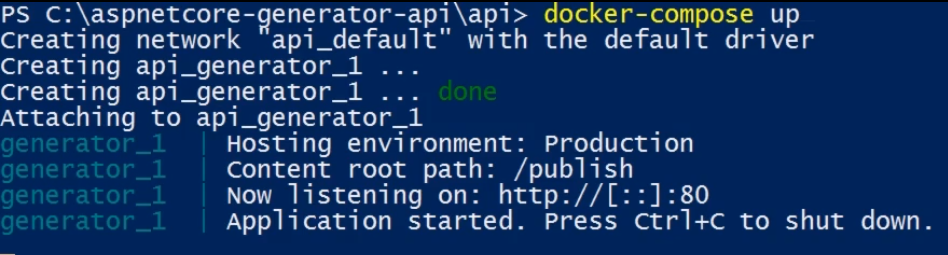 PS C:\aspnetcore-generator-api\api> docker-compose up
Creating network "api_default" with the default driver
Creating api_generator_1 ...
Creating api_generator_1 ... done
Attaching to api_generator_1
generator_1  | Hosting environment: Production
generator_1  | Content root path: /publish
generator_1  | Now listening on: http://[::]:80
generator_1  | Application started. Press Ctrl+C to shut down.